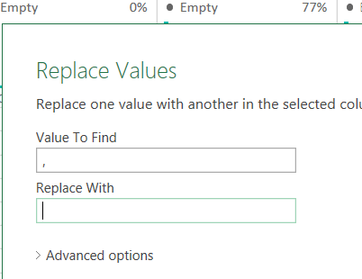 Empty 0% Empty 77%
Replace Values
Replace one value with another in the selected colu
Value To Find
,
Replace With
Advanced options